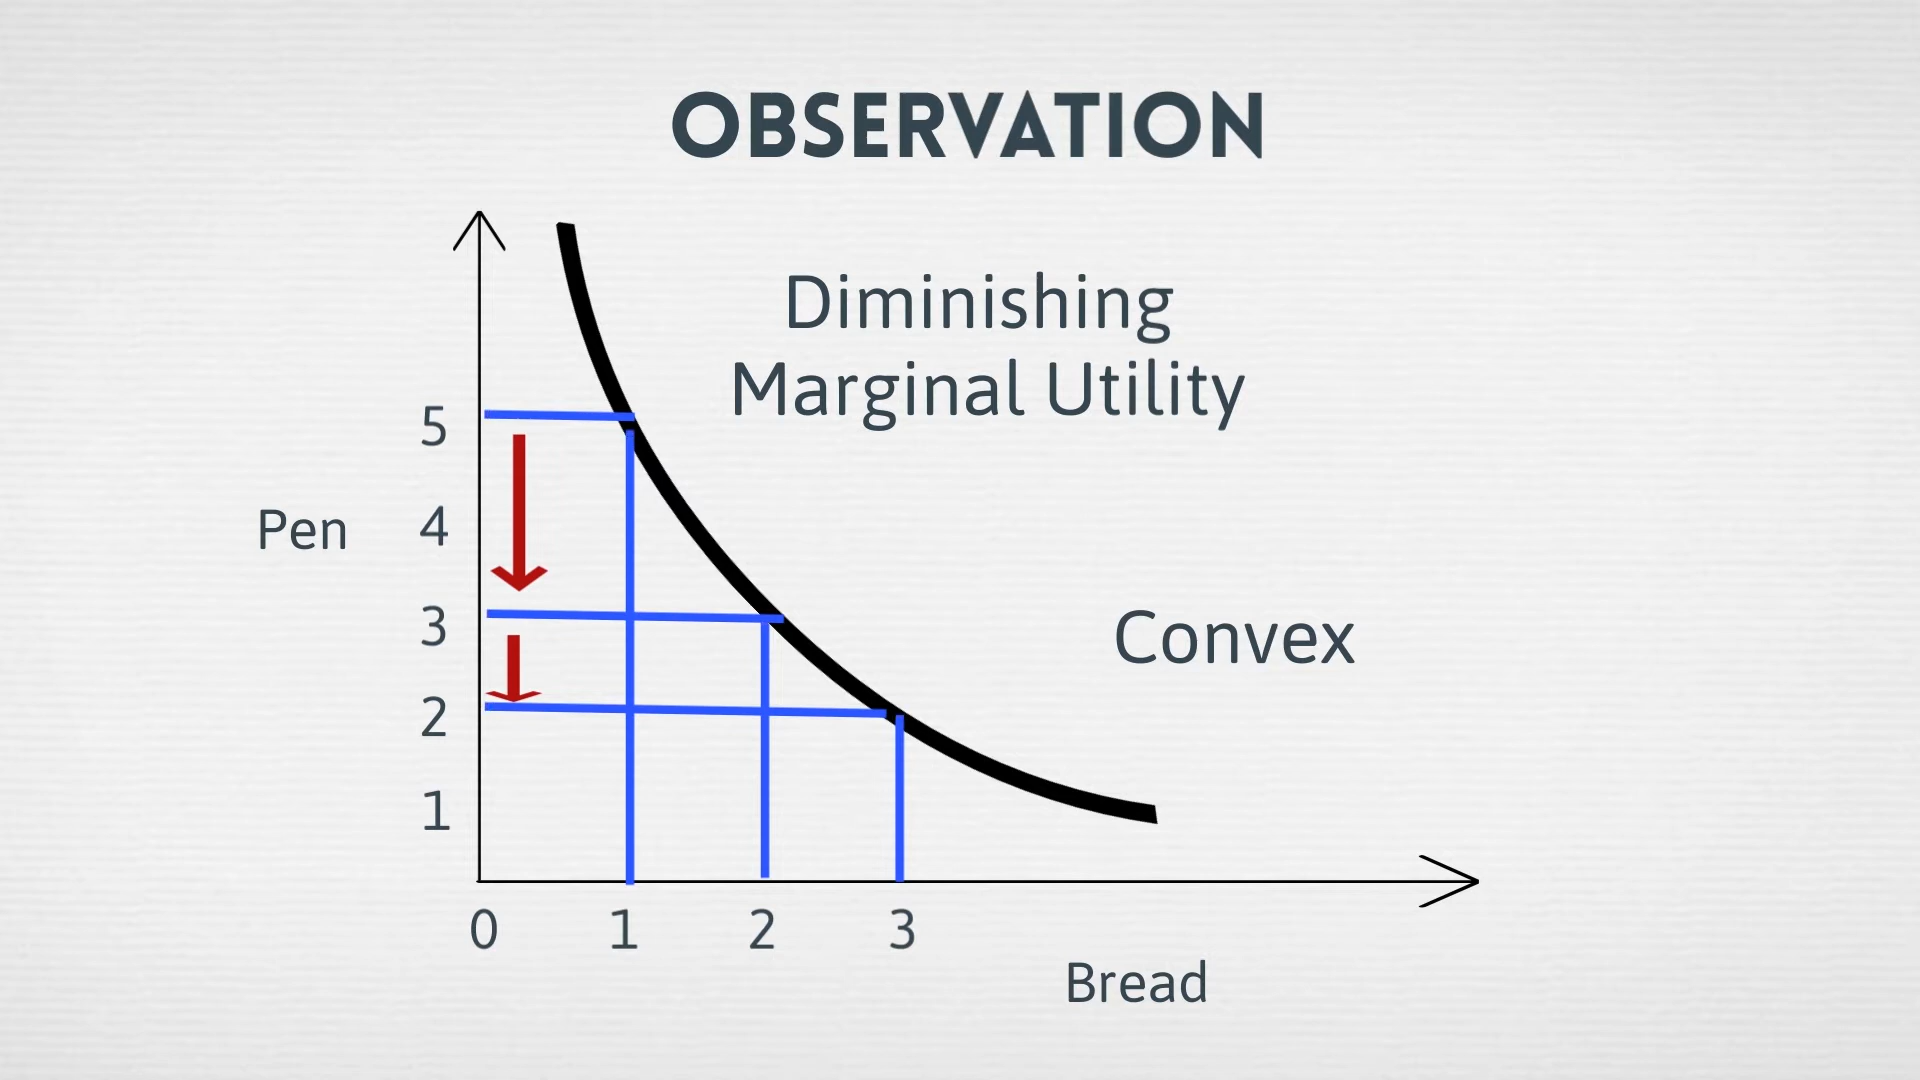 OBSERVATION
Diminishing
Marginal Utility
5
Pen
4
3
Convex
2
1
0 1 2 3
Bread